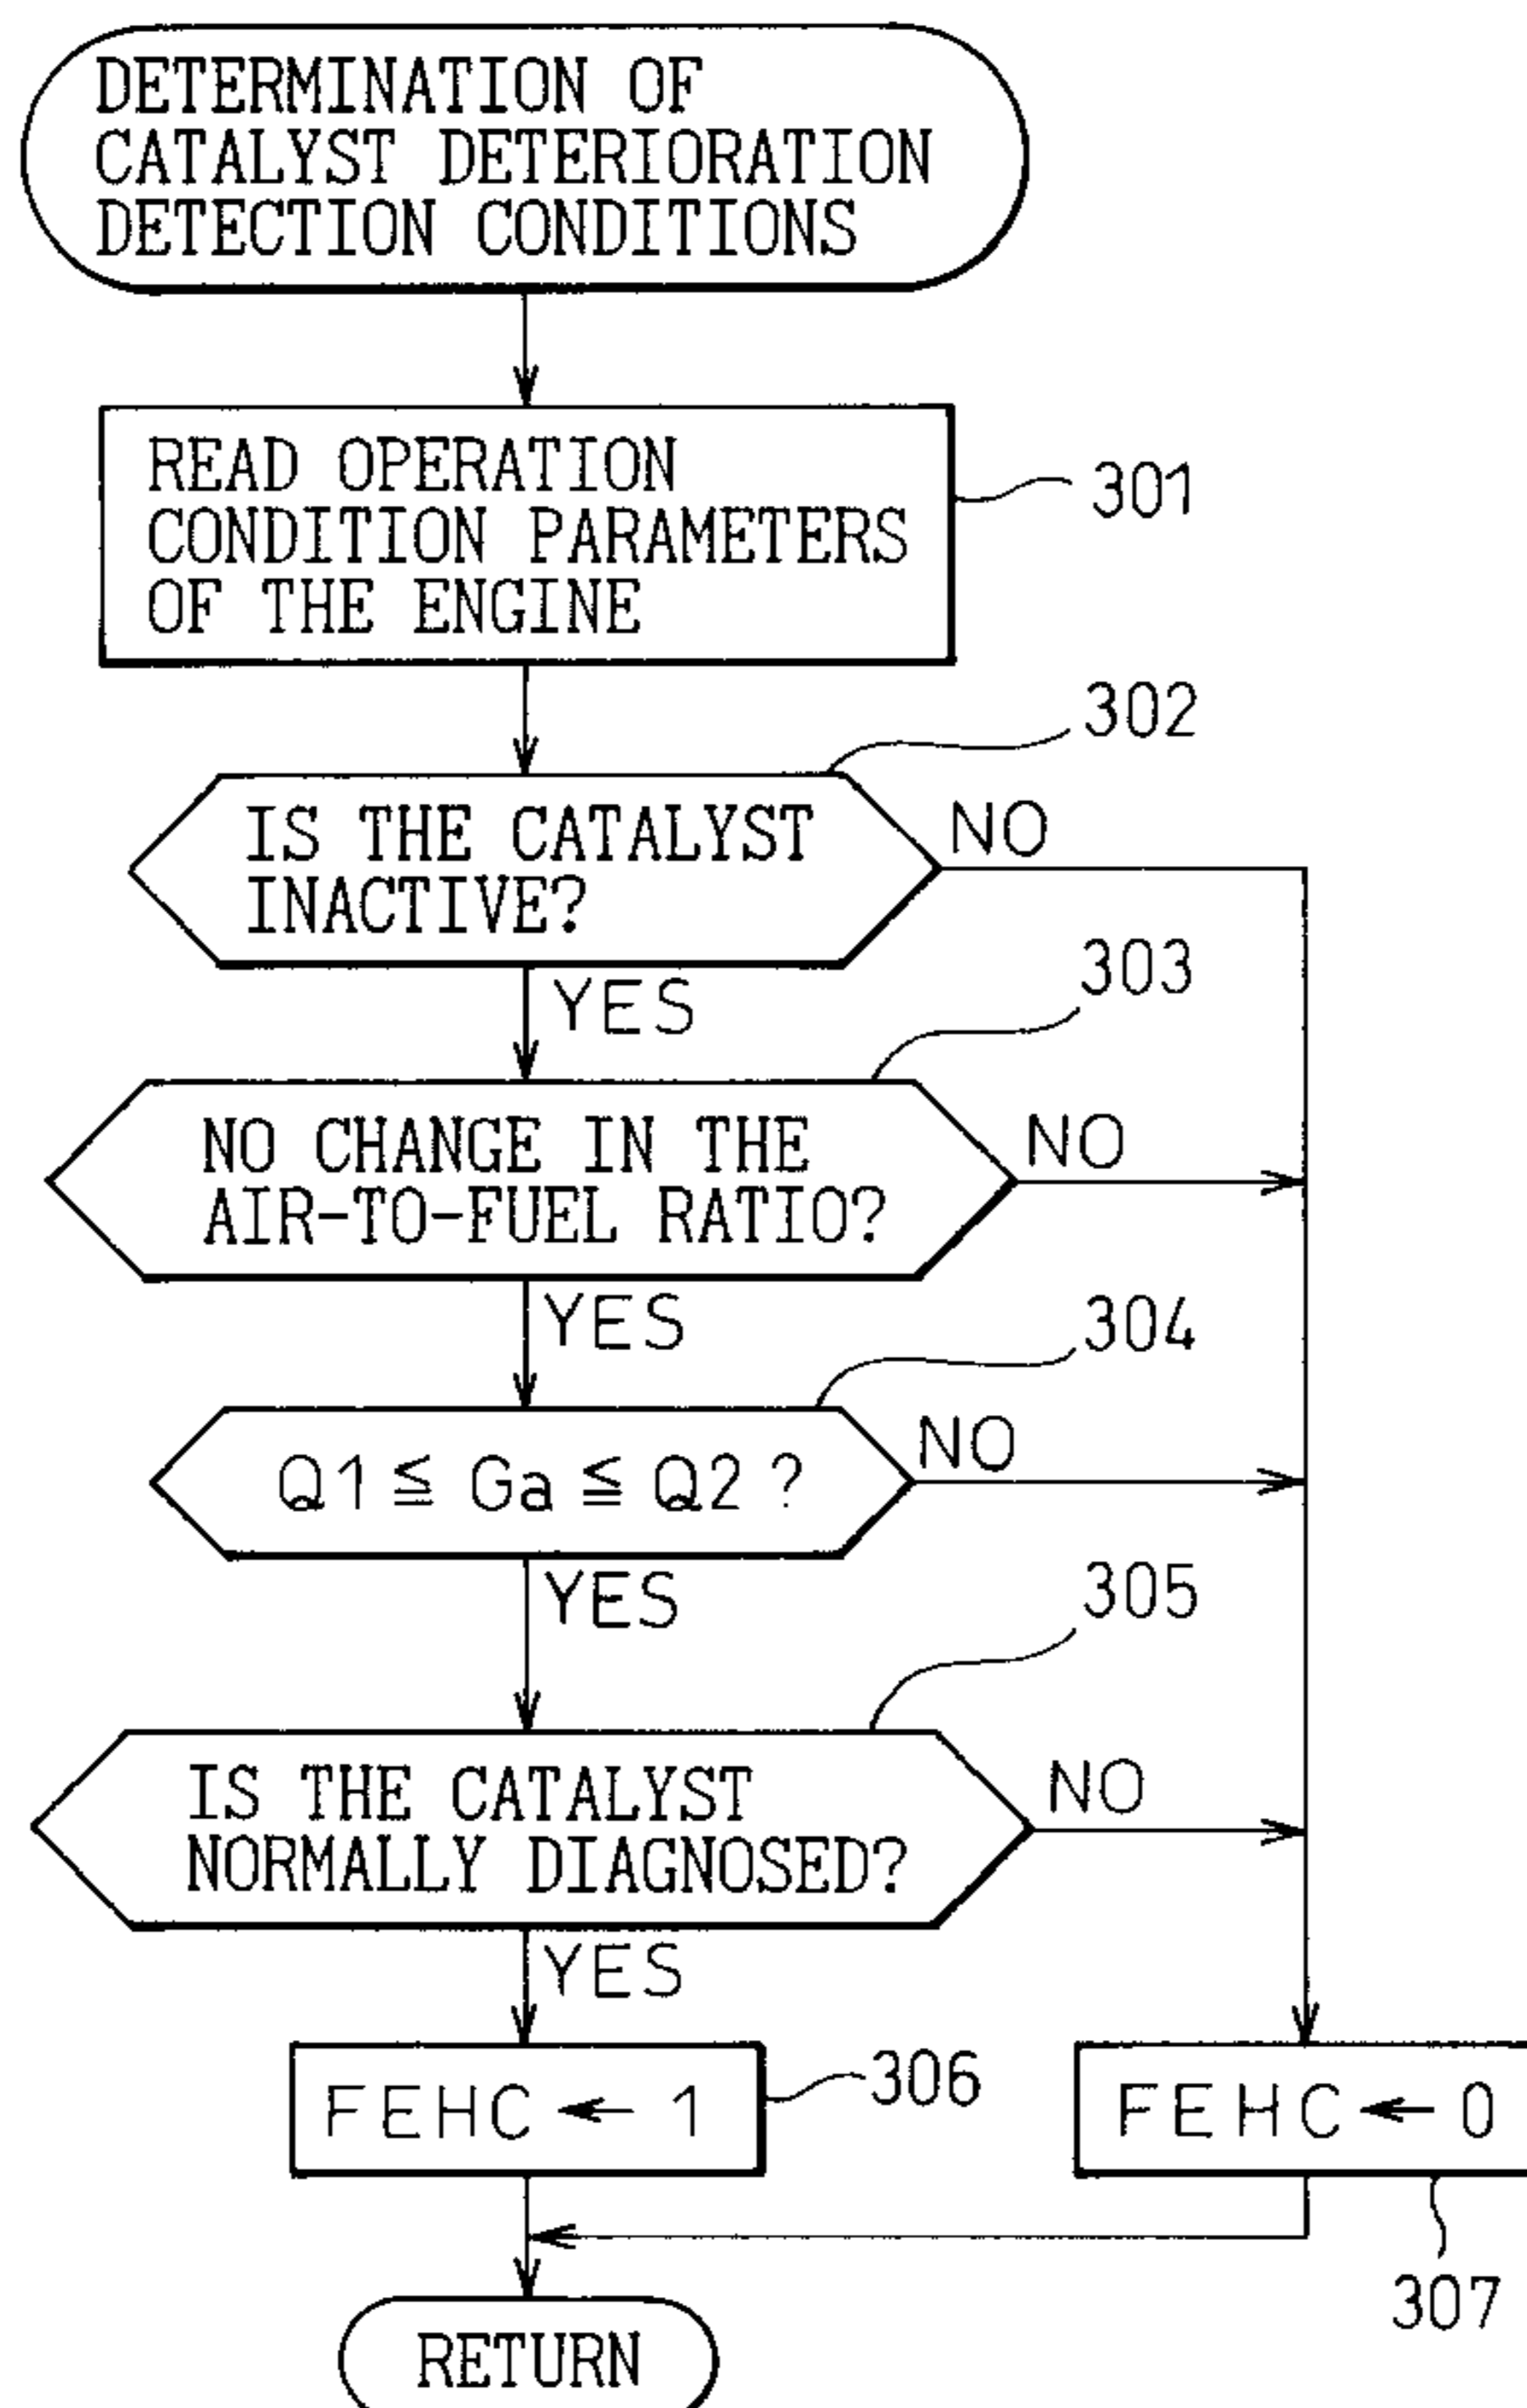 DETERMINATION OF
CATALYST DETERIORATION
DETECTION CONDITIONS
READ OPERATION
CONDITION PARAMETERS
OF THE ENGINE
301
302
IS THE CATALYST
INACTIVE?
NO
YES
303
NO CHANGE IN THE
AIR-TO-FUEL RATIO?
NO
YES
304
Q1 ≦ Ga ≦ Q2 ?
NO
YES
305
IS THE CATALYST
NORMALLY DIAGNOSED?
NO
YES
FEHC ← 1
306
FEHC ← 0
307
RETURN